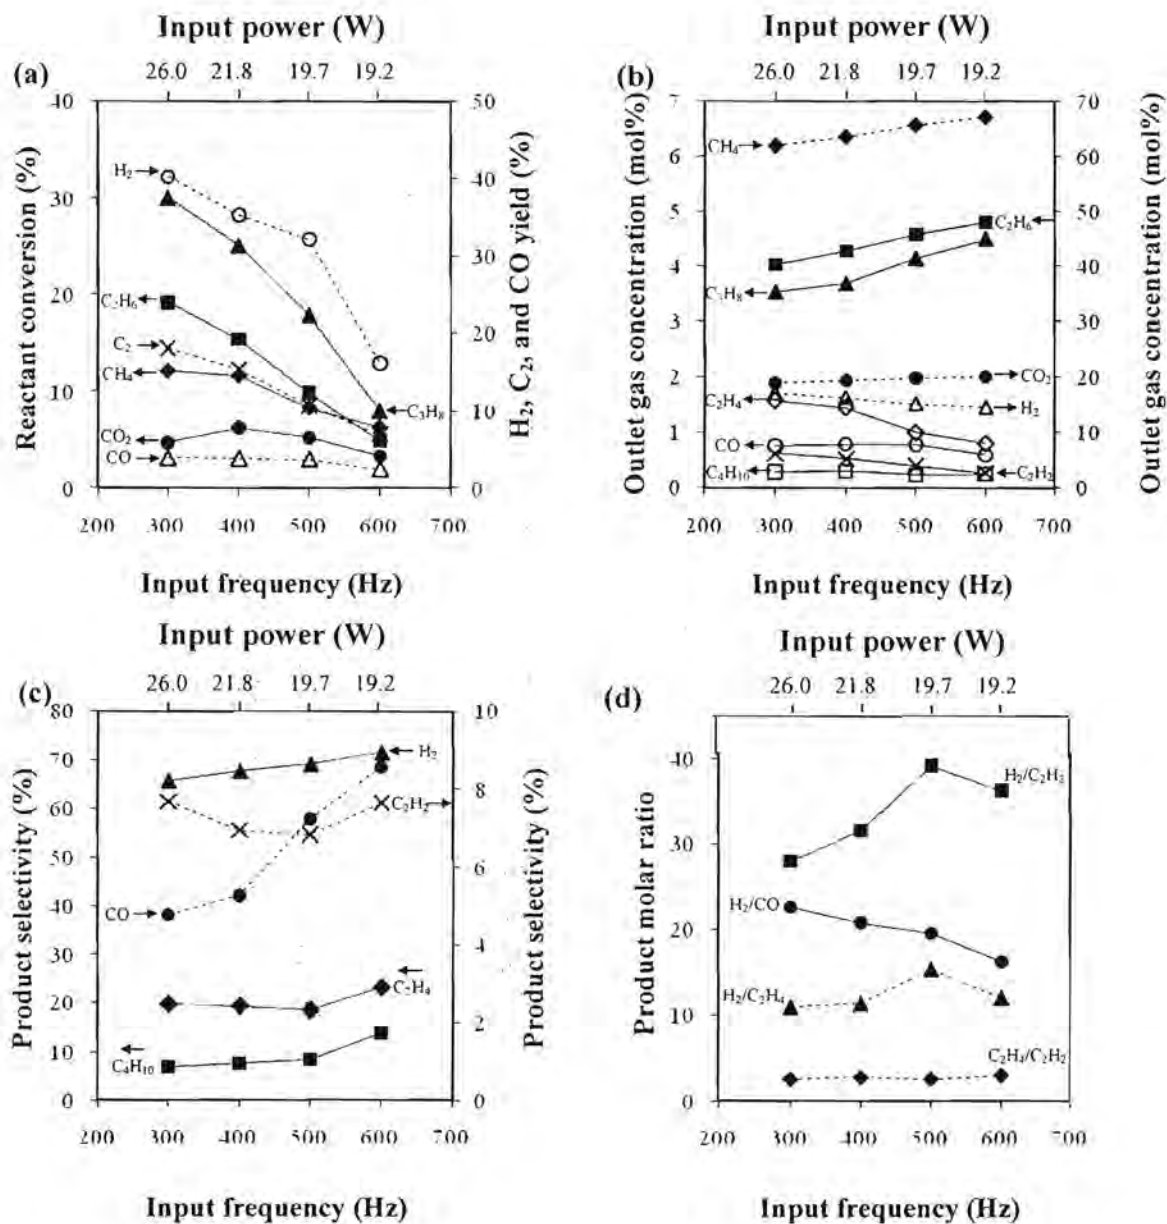 Input power (W)
(a)
26.0 21.8 19.7 19.2
Reactant conversion (%)
40
30
20
10
0
H2
C2H6
C2
CH4
CO2
CO
C3H8
50
40
30
20
10
0
H2, C2, and CO yield (%)
200 300 400 500 600 700
Input frequency (Hz)
Input power (W)
(b)
26.0 21.8 19.7 19.2
Outlet gas concentration (mol%)
7
6
5
4
3
2
1
0
CH4
C2H6
C3H8
CO2
C2H4
H2
CO
C4H10
C2H2
70
60
50
40
30
20
10
0
Outlet gas concentration (mol%)
200 300 400 500 600 700
Input frequency (Hz)
Input power (W)
(c)
26.0 21.8 19.7 19.2
Product selectivity (%)
80
70
60
50
40
30
20
10
0
H2
C2H2
CO
C2H4
C4H10
10
8
6
4
2
0
Product selectivity (%)
200 300 400 500 600 700
Input frequency (Hz)
Input power (W)
(d)
26.0 21.8 19.7 19.2
Product molar ratio
40
30
20
10
0
H2/C2H2
H2/CO
H2/C2H4
C2H4/C2H2
200 300 400 500 600 700
Input frequency (Hz)